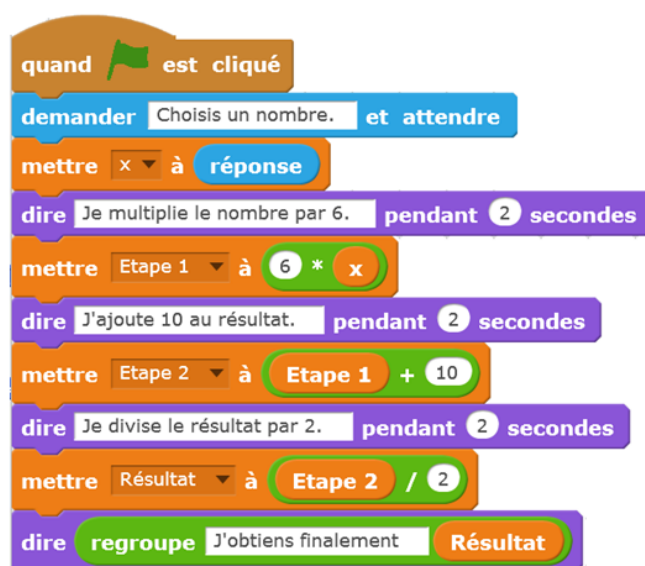 quand est cliqué
demander Choisis un nombre. et attendre
mettre x à réponse
dire Je multiplie le nombre par 6. pendant 2 secondes
mettre Etape 1 à 6 * x
dire J'ajoute 10 au résultat. pendant 2 secondes
mettre Etape 2 à Etape 1 + 10
dire Je divise le résultat par 2. pendant 2 secondes
mettre Résultat à Etape 2 / 2
dire regroupe J'obtiens finalement Résultat